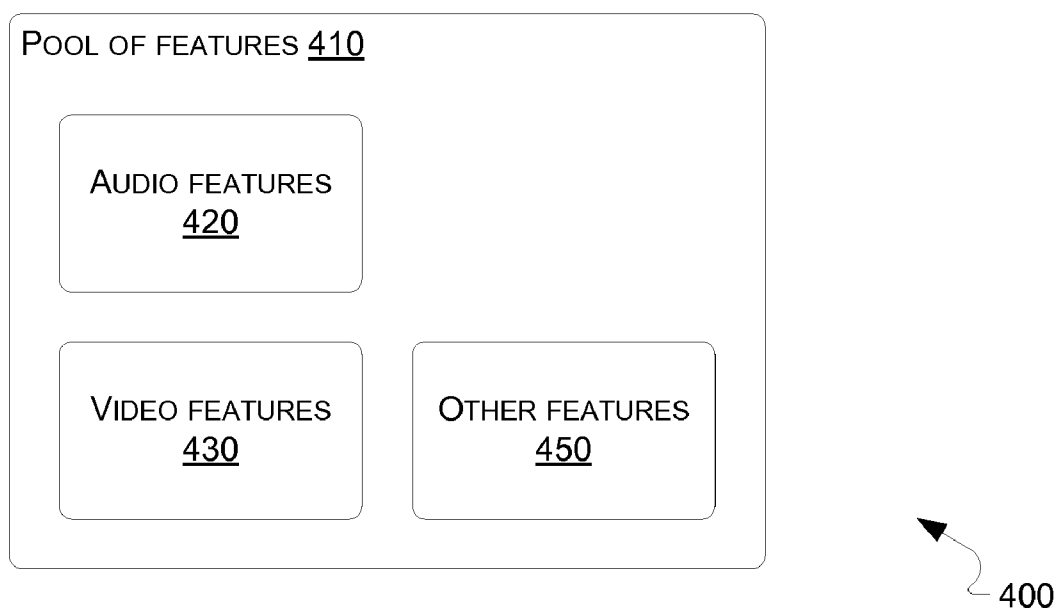 POOL OF FEATURES 410
AUDIO FEATURES
420
VIDEO FEATURES
430
OTHER FEATURES
450
400